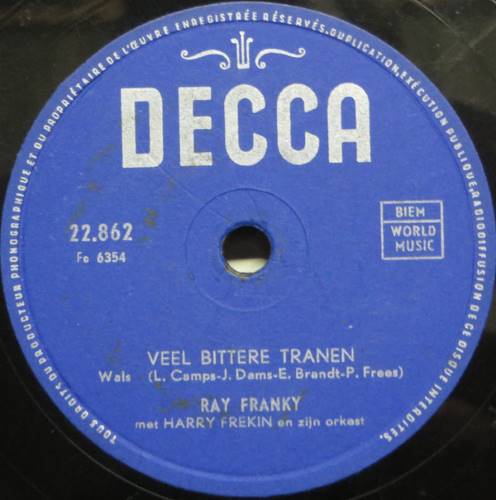 TOUS DROITS DU PRODUCTEUR PHONOGRAPHIQUE ET DU PROPRIÉTAIRE DE L'ŒUVRE ENREGISTRÉE RÉSERVÉS. DUPLICATION, EXÉCUTION PUBLIQUE, RADIODIFFUSION DE CE DISQUE INTERDITES.
DECCA
22.862
Fc 6354
BIEM
WORLD
MUSIC
VEEL BITTERE TRANEN
Wals (L. Camps-J. Dams-E. Brandt-P. Frees)
RAY FRANKY
met HARRY FREKIN en zijn orkest